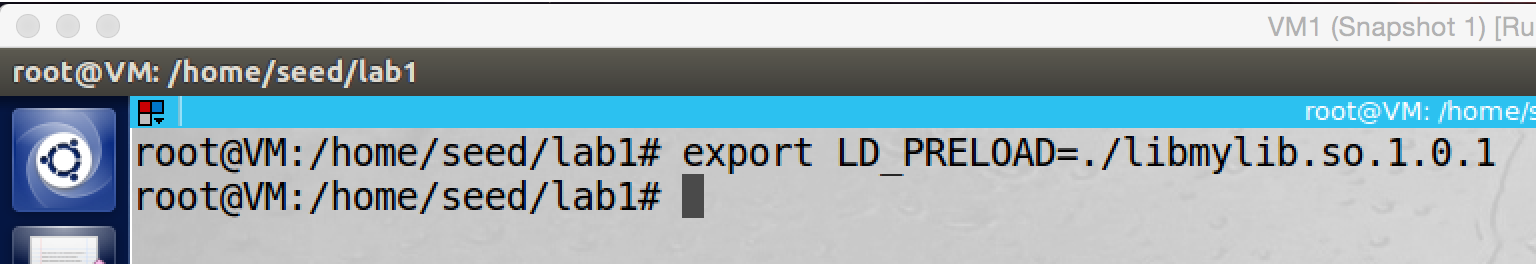 VM1 (Snapshot 1) [Ru
root@VM: /home/seed/lab1
root@VM: /home/s
root@VM:/home/seed/lab1# export LD_PRELOAD=./libmylib.so.1.0.1
root@VM:/home/seed/lab1#